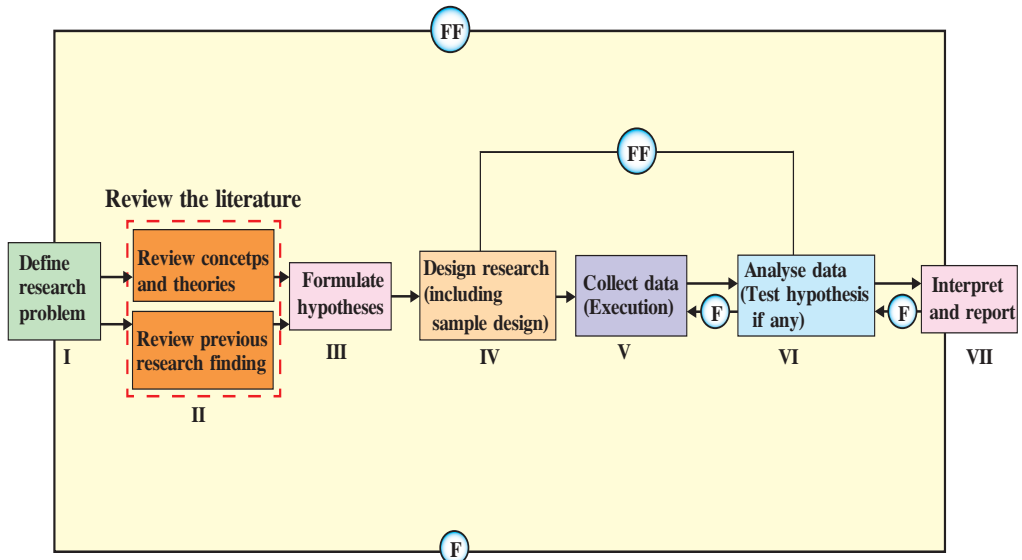 FF
FF
Review the literature
Define
research
problem
I
Review concetps
and theories
Review previous
research finding
II
Formulate
hypotheses
III
Design research
(including
sample design)
IV
Collect data
(Execution)
V
F
Analyse data
(Test hypothesis
if any)
VI
F
Interpret
and report
VII
F